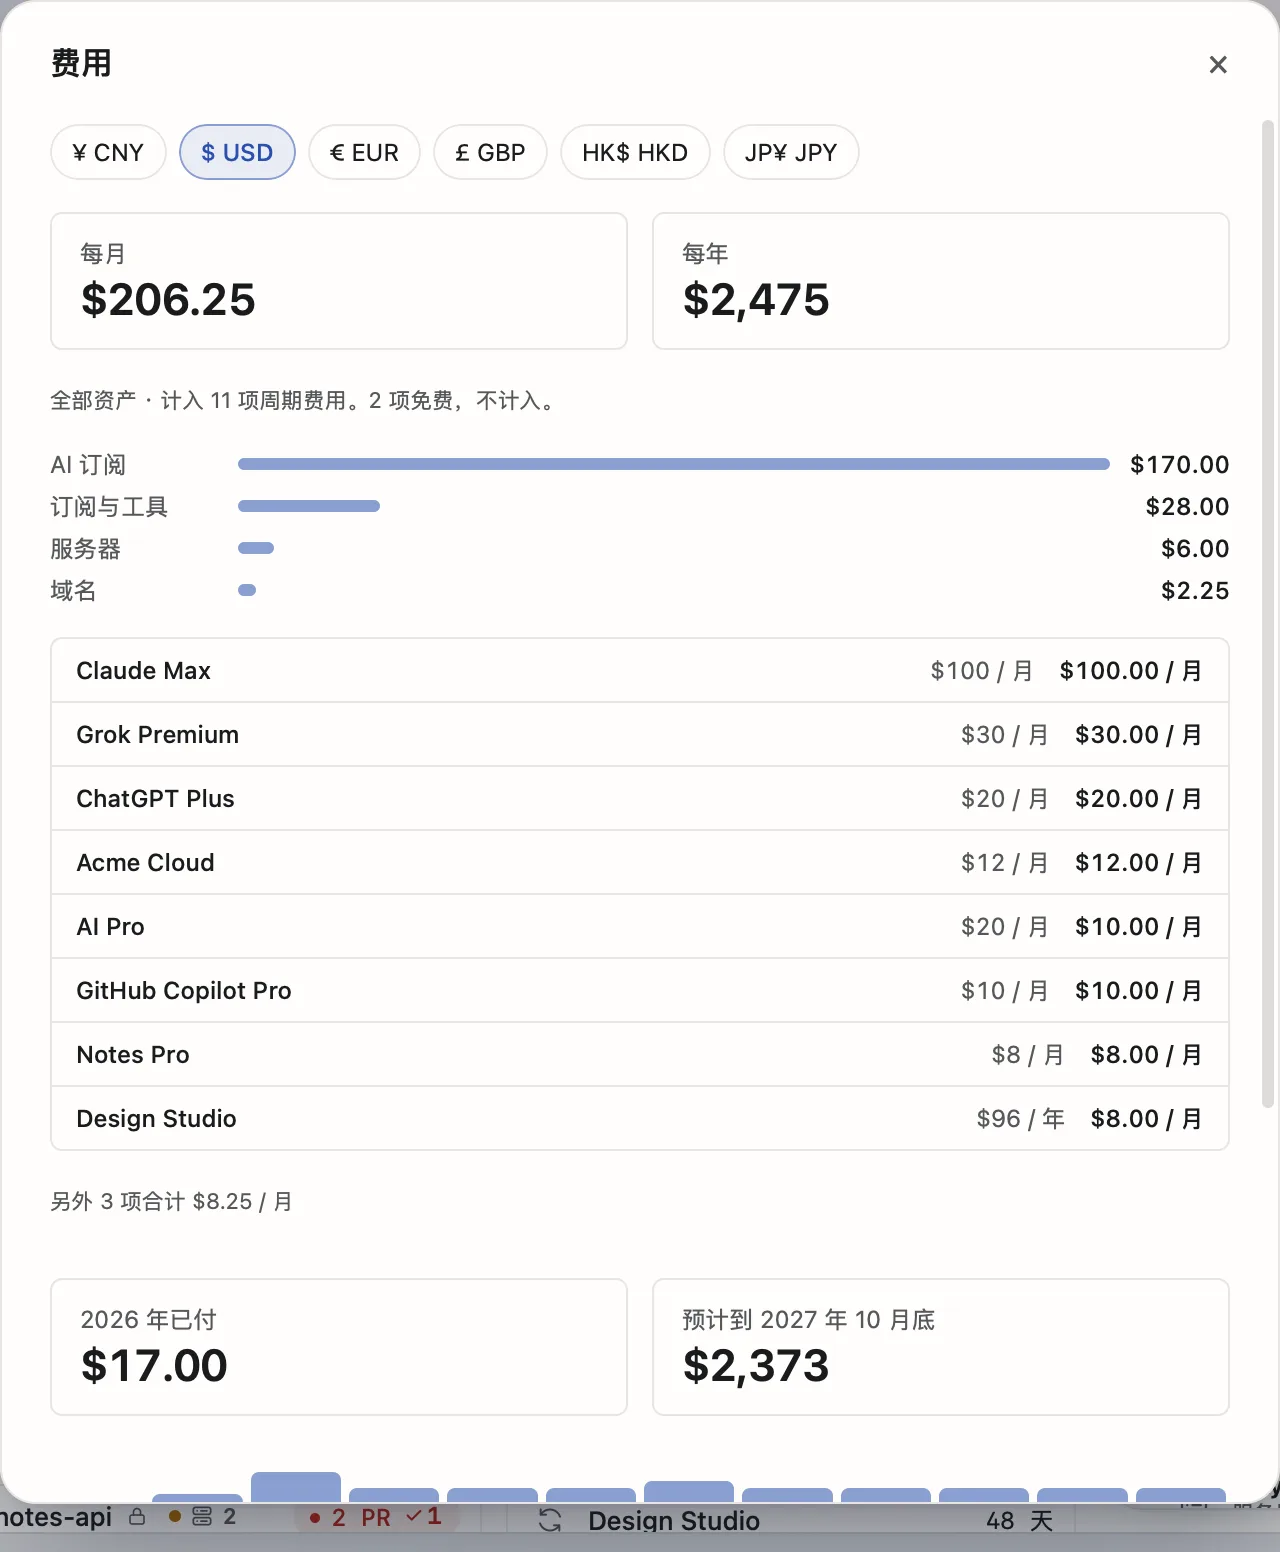 费用
×
¥ CNY $ USD € EUR £ GBP HK$ HKD JP¥ JPY
每月
$206.25
每年
$2,475
全部资产 · 计入 11 项周期费用。2 项免费，不计入。
AI 订阅 $170.00
订阅与工具 $28.00
服务器 $6.00
域名 $2.25
Claude Max $100 / 月 $100.00 / 月
Grok Premium $30 / 月 $30.00 / 月
ChatGPT Plus $20 / 月 $20.00 / 月
Acme Cloud $12 / 月 $12.00 / 月
AI Pro $20 / 月 $10.00 / 月
GitHub Copilot Pro $10 / 月 $10.00 / 月
Notes Pro $8 / 月 $8.00 / 月
Design Studio $96 / 年 $8.00 / 月
另外 3 项合计 $8.25 / 月
2026 年已付
$17.00
预计到 2027 年 10 月底
$2,373
notes-api 2 2 PR 1 Design Studio 48 天